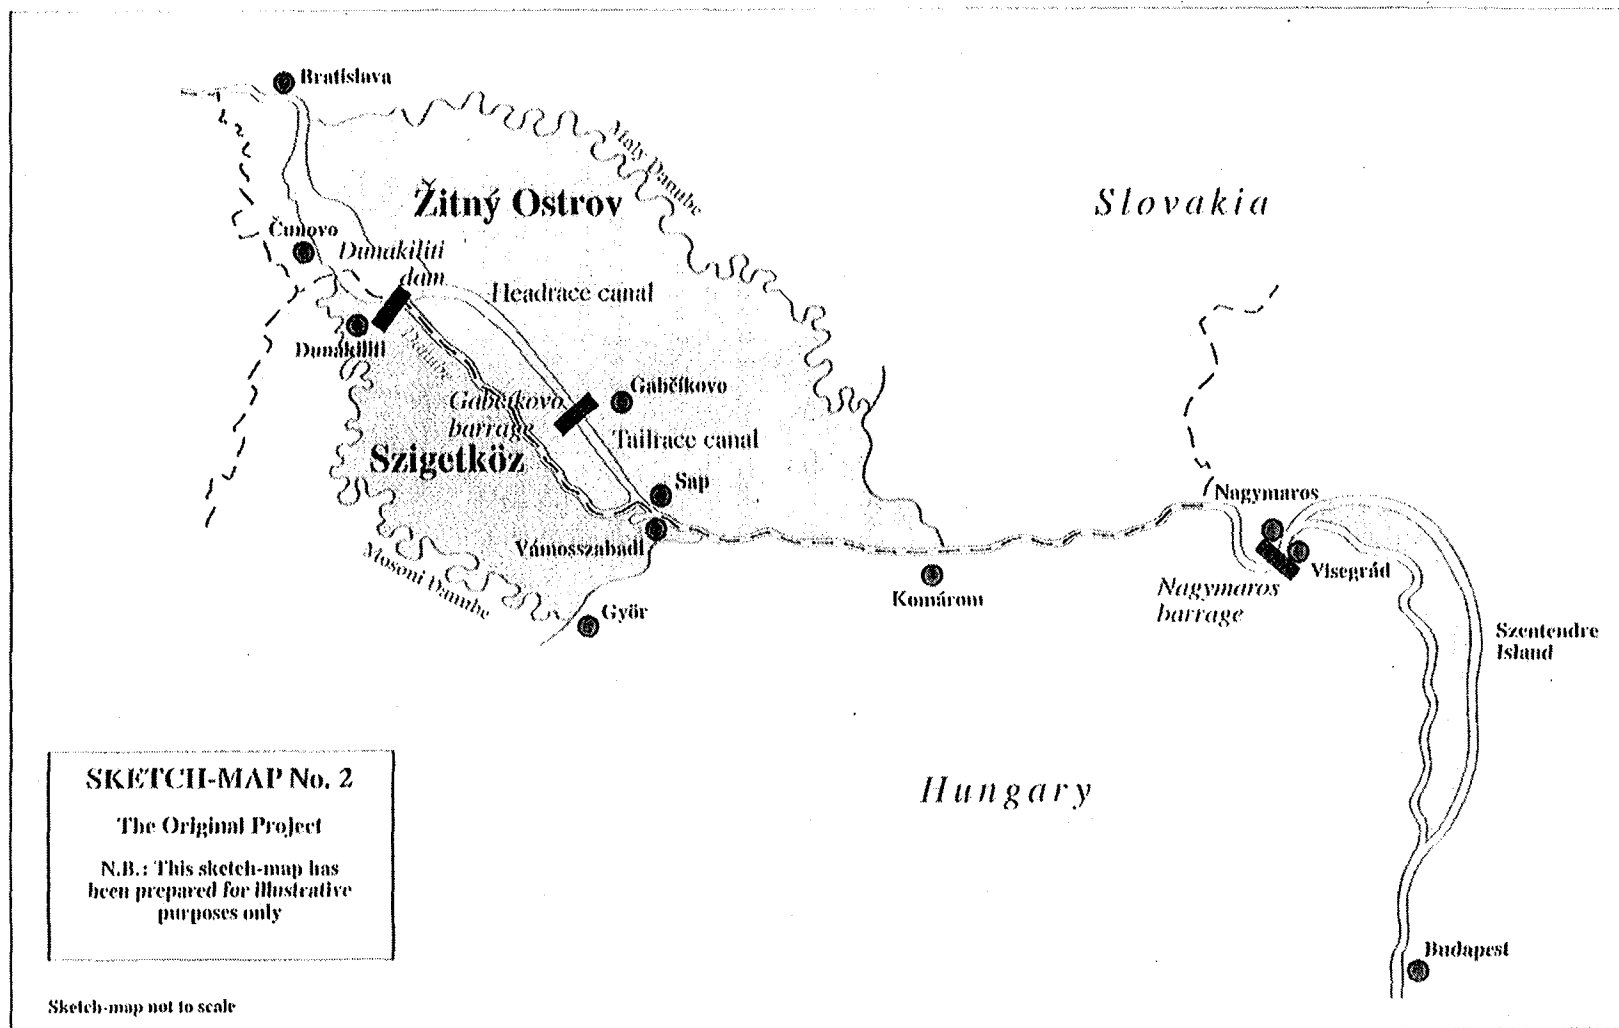 Bratislava
Maly Danube
Žitný Ostrov
Slovakia
Čunovo
Dunakiliti
dam
Headrace canal
Dunakiliti
Danube
Gabčíkovo
Gabčíkovo
barrage
Tailrace canal
Szigetköz
Sap
Nagymaros
Vámosszabadi
Mosoni Danube
Visegrád
Komárom
Nagymaros
barrage
Győr
Szentendre
Island
Hungary
SKETCH-MAP No. 2
The Original Project
N.B.: This sketch-map has
been prepared for illustrative
purposes only
Budapest
Sketch-map not to scale